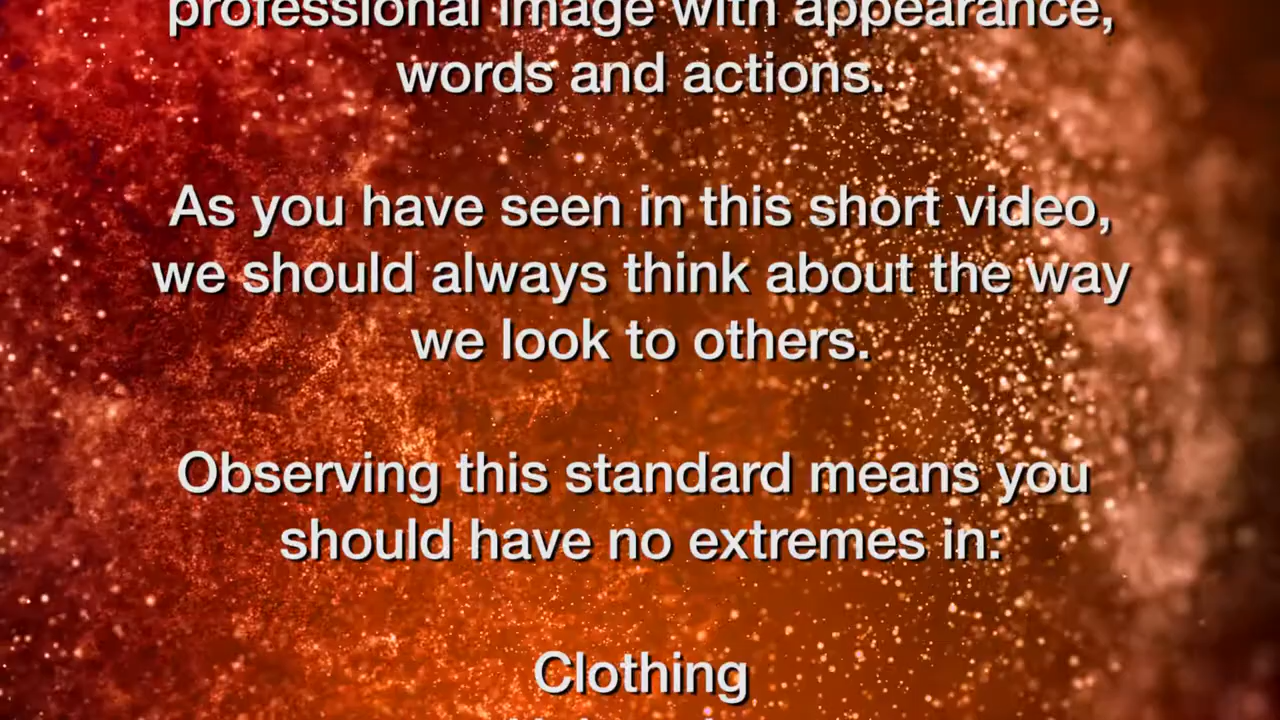 professional image with appearance,
words and actions.
As you have seen in this short video,
we should always think about the way
we look to others.
Observing this standard means you
should have no extremes in:
Clothing